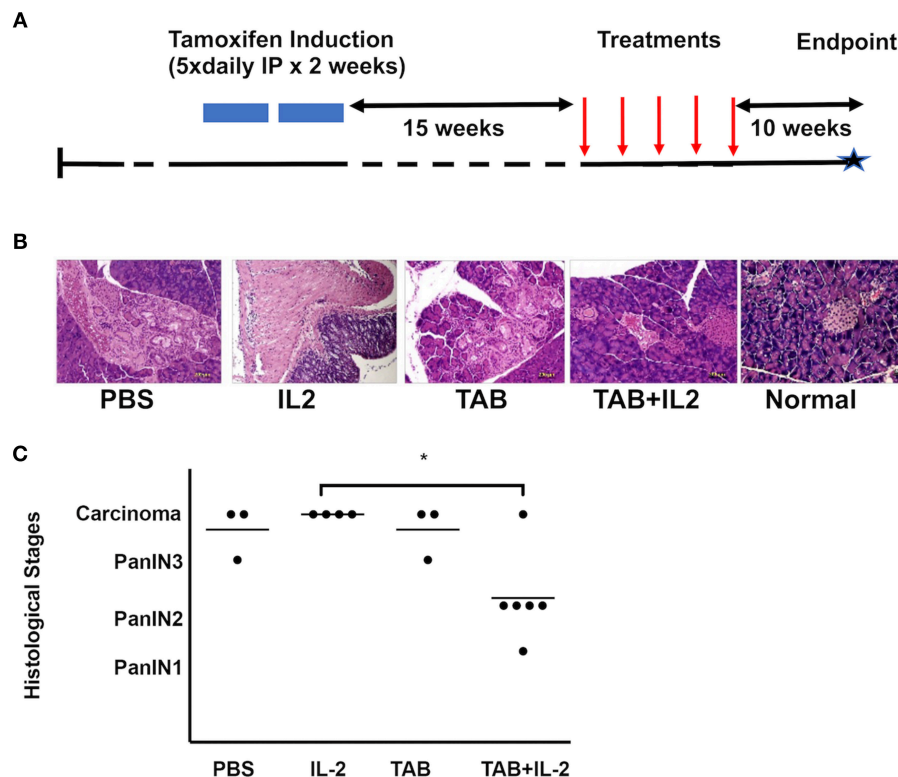 A
Tamoxifen Induction
(5xdaily IP x 2 weeks)
Treatments
Endpoint
15 weeks
10 weeks
B
PBS
IL2
TAB
TAB+IL2
Normal
C
*
Histological Stages
Carcinoma
PanIN3
PanIN2
PanIN1
PBS
IL-2
TAB
TAB+IL-2